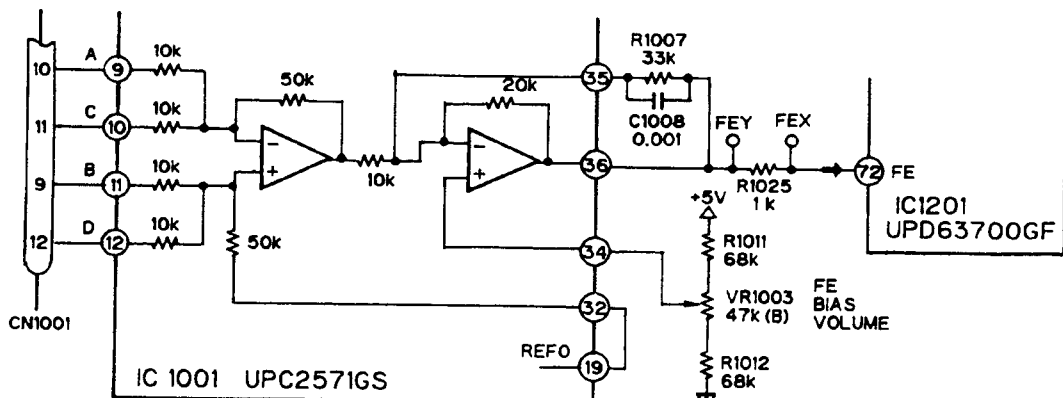 R1007
33k
10k
A
10
9
50k
20k
35
10k
C
11
10
C1008
0.001
FEY
FEX
10k
B
9
11
10k
36
72
FE
R1025
1k
IC1201
UPD63700GF
+5V
10k
D
12
12
50k
34
R1011
68k
VR1003
47k (B)
FE
BIAS
VOLUME
32
CN1001
REFO
19
R1012
68k
IC 1001 UPC2571GS